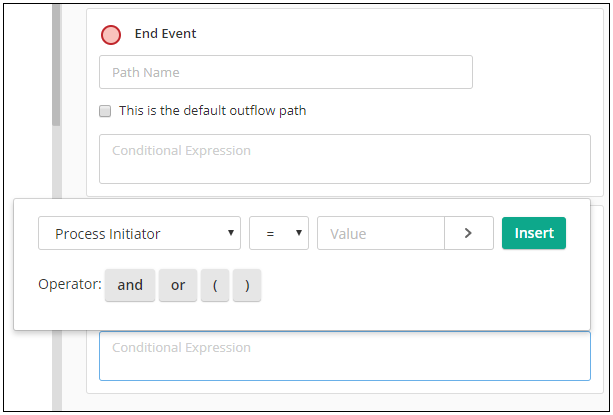 End Event
Path Name
This is the default outflow path
Conditional Expression
Process Initiator = Value > Insert
Operator: and or ( )
Conditional Expression